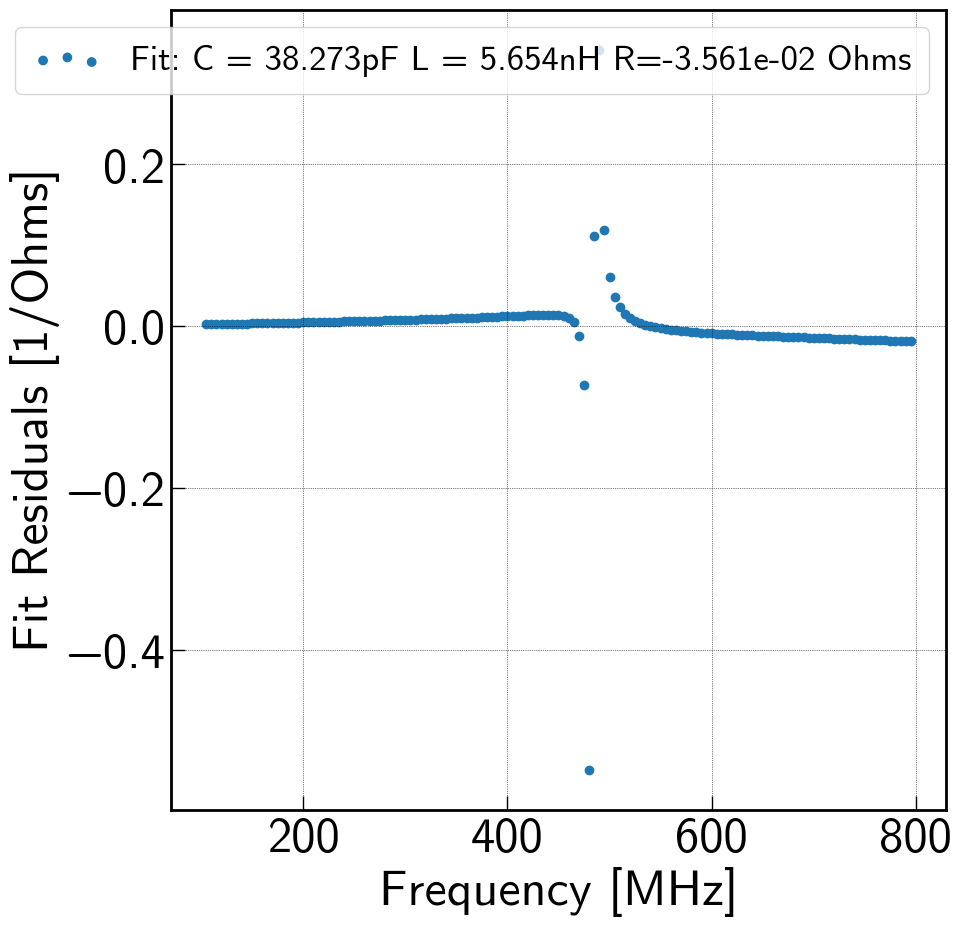 Fit: C = 38.273pF L = 5.654nH R=-3.561e-02 Ohms
0.2
0.0
−0.2
−0.4
Fit Residuals [1/Ohms]
200 400 600 800
Frequency [MHz]